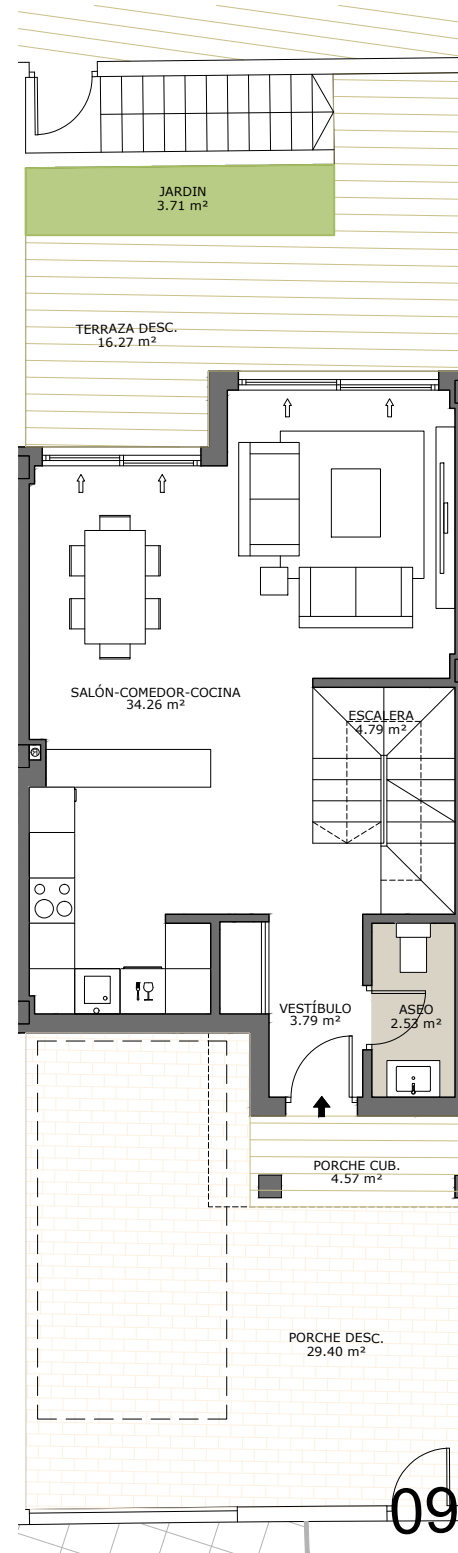 JARDIN
3.71 m²
TERRAZA DESC.
16.27 m²
SALÓN-COMEDOR-COCINA
34.26 m²
ESCALERA
4.79 m²
VESTÍBULO
3.79 m²
ASEO
2.53 m²
PORCHE CUB.
4.57 m²
PORCHE DESC.
29.40 m²
09